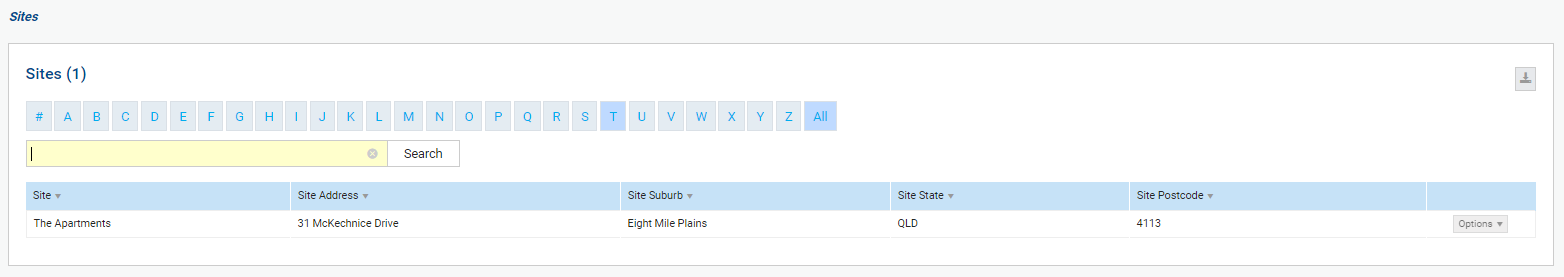 Sites
Sites (1)
# A B C D E F G H I J K L M N O P Q R S T U V W X Y Z All
Search
Site Site Address Site Suburb Site State Site Postcode
The Apartments 31 McKechnice Drive Eight Mile Plains QLD 4113 Options